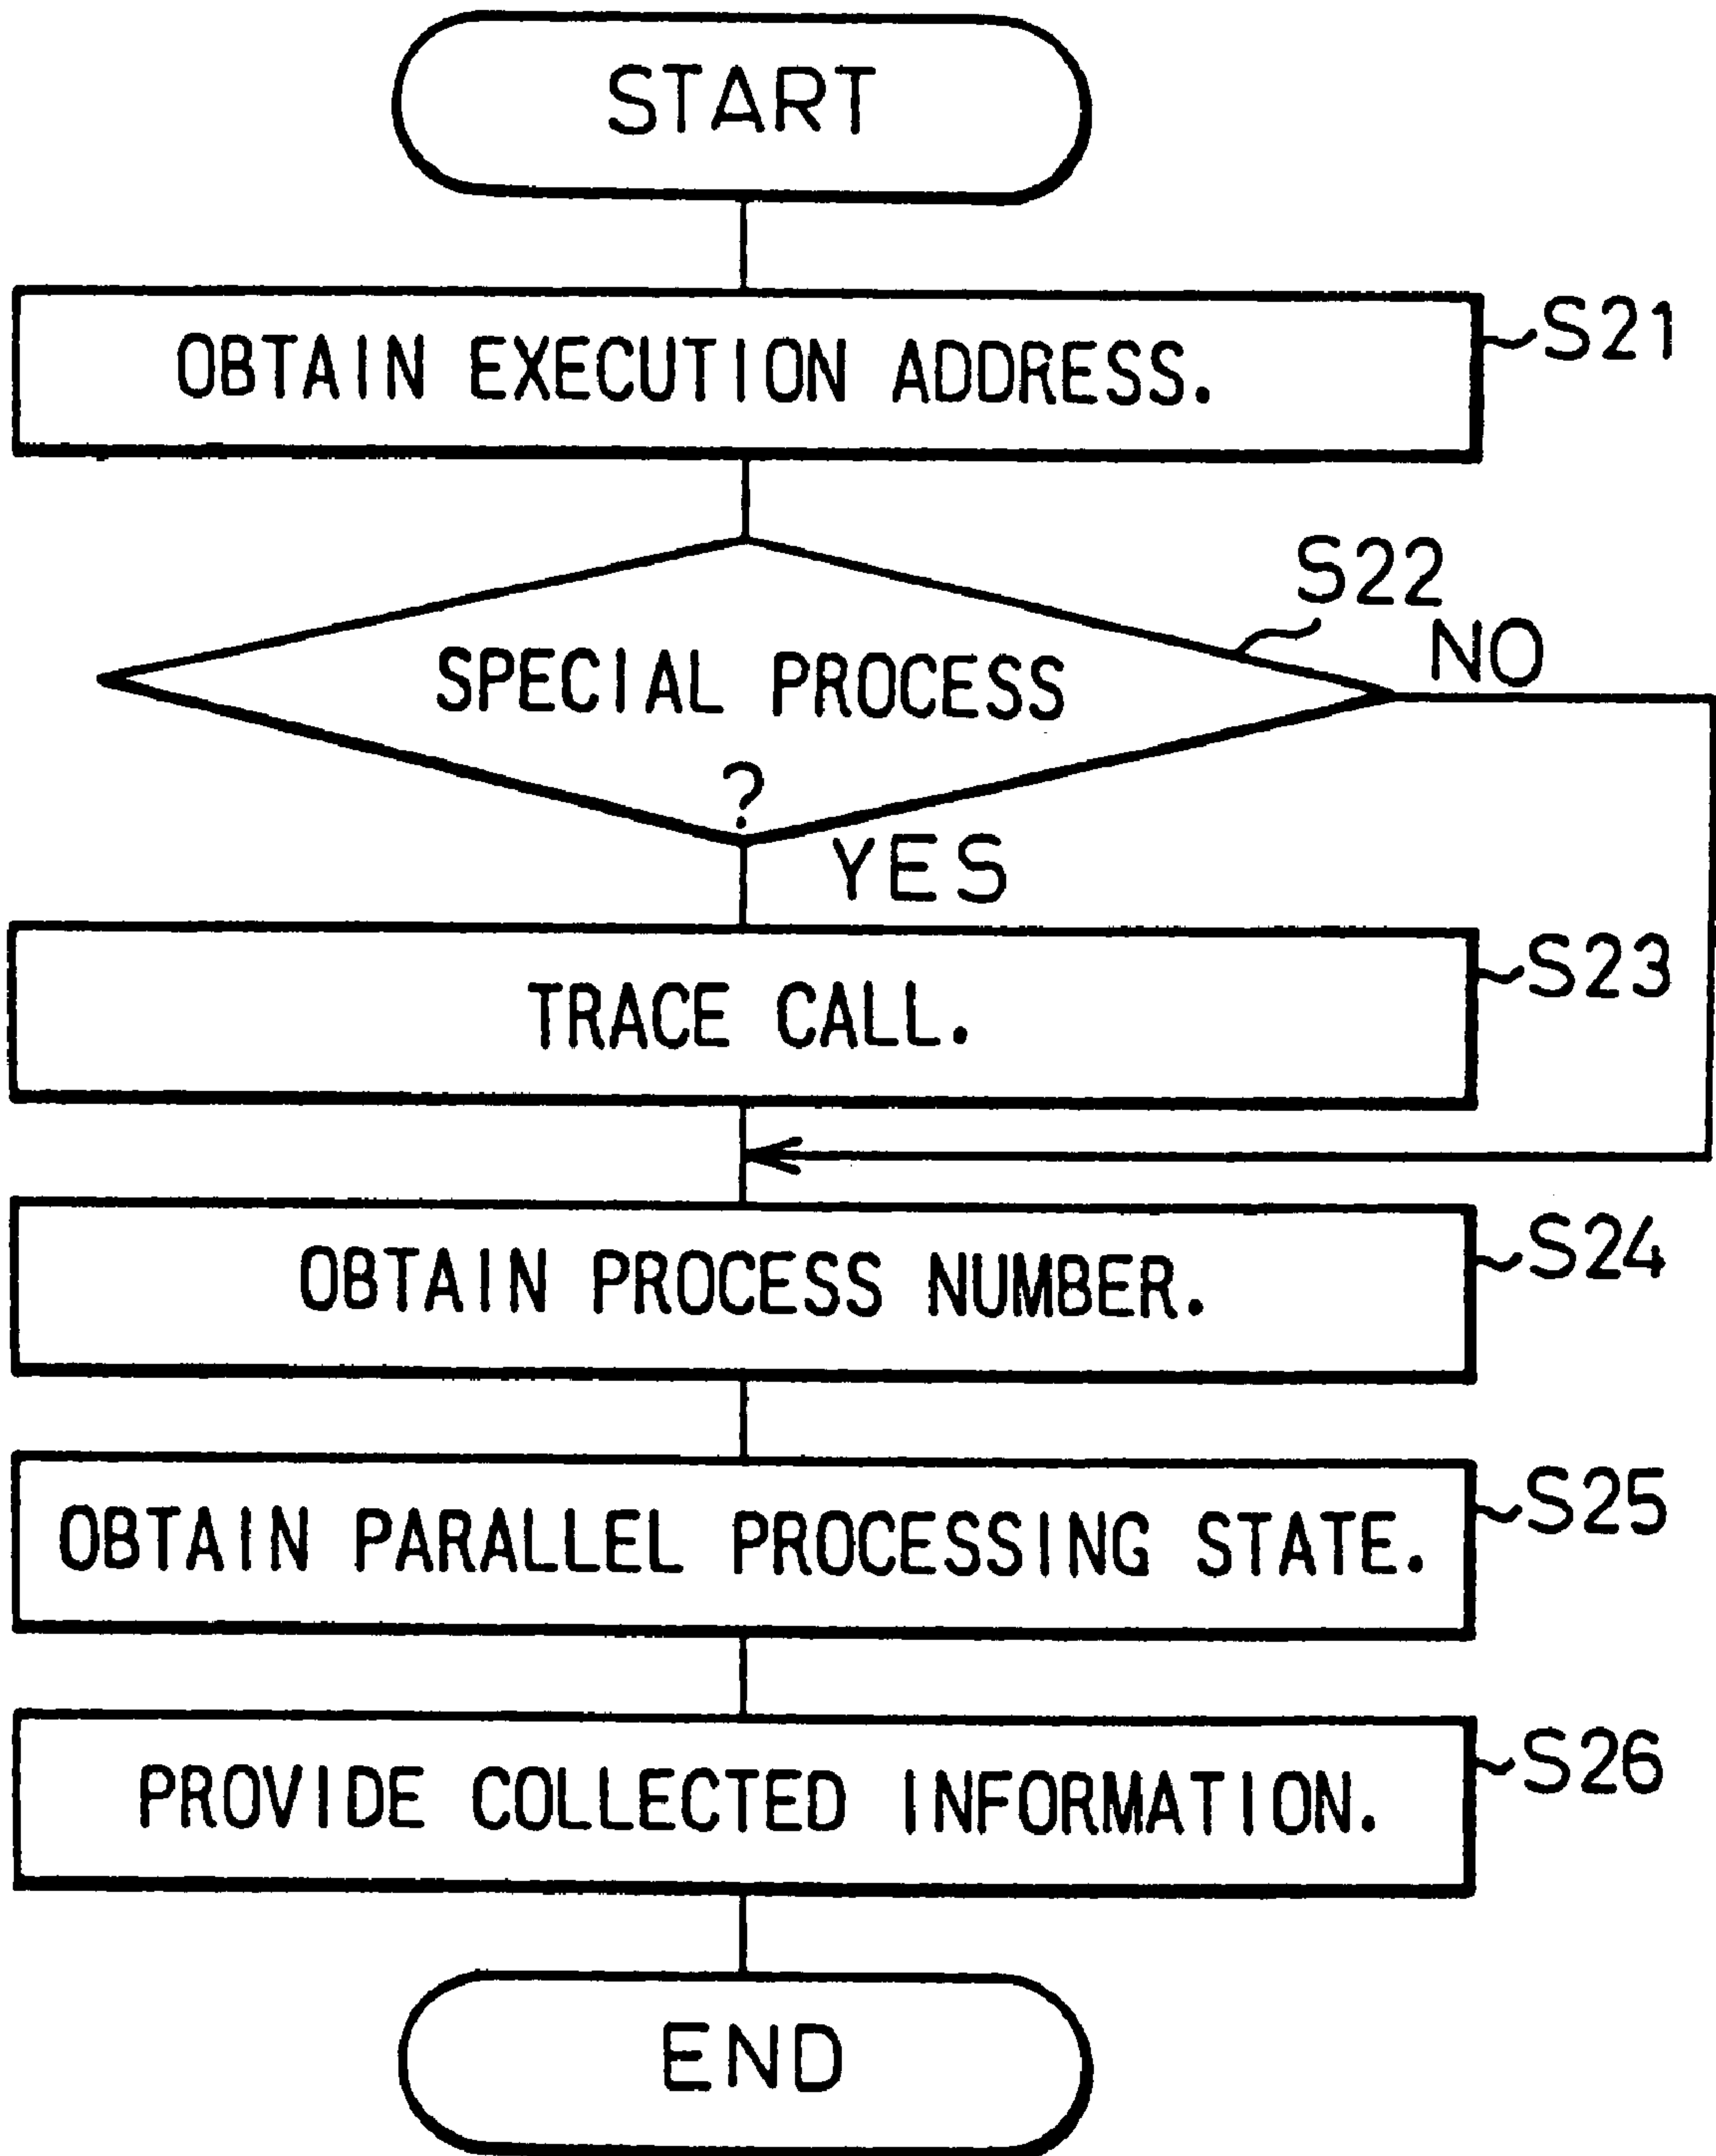 START
OBTAIN EXECUTION ADDRESS.
S21
S22
NO
SPECIAL PROCESS
?
YES
S23
TRACE CALL.
S24
OBTAIN PROCESS NUMBER.
S25
OBTAIN PARALLEL PROCESSING STATE.
S26
PROVIDE COLLECTED INFORMATION.
END